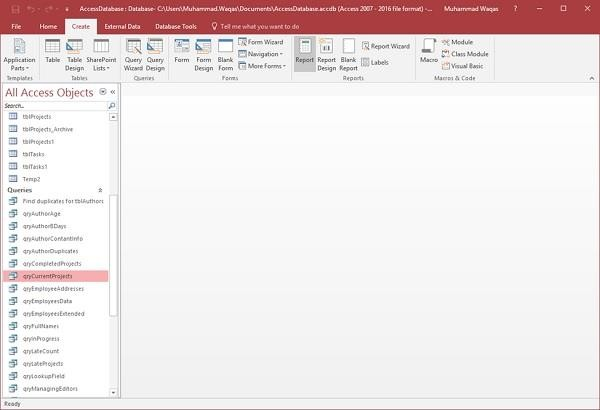 AccessDatabase : Database- C:\Users\Muhammad.Waqas\Documents\AccessDatabase.accdb (Access 2007 - 2016 file format) -...
Muhammad Waqas
?
File
Home
Create
External Data
Database Tools
Tell me what you want to do
Application Parts
Table
Table Design
SharePoint Lists
Query Wizard
Query Design
Form
Form Design
Blank Form
Form Wizard
Navigation
More Forms
Report
Report Design
Blank Report
Report Wizard
Labels
Macro
Module
Class Module
Visual Basic
Templates
Tables
Queries
Forms
Reports
Macros & Code
All Access Objects
Search...
tblProjects
tblProjects_Archive
tblProjects1
tblTasks
tblTasks1
Temp2
Queries
Find duplicates for tblAuthors
qryAuthorAge
qryAuthorBDays
qryAuthorContantInfo
qryAuthorDuplicates
qryCompletedProjects
qryCurrentProjects
qryEmployeeAddresses
qryEmployeesData
qryEmployeesExtended
qryFullNames
qryInProgress
qryLateCount
qryLateProjects
qryLookupField
qryManagingEditors
Ready